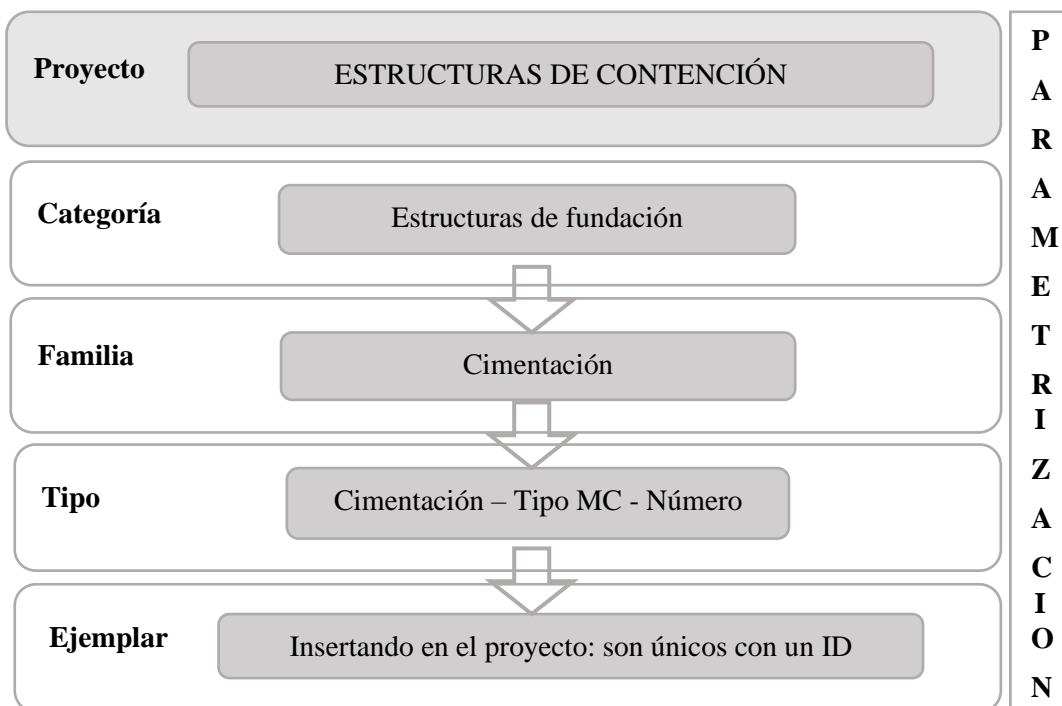 Proyecto
ESTRUCTURAS DE CONTENCIÓN
Categoría
Estructuras de fundación
Familia
Cimentación
Tipo
Cimentación – Tipo MC - Número
Ejemplar
Insertando en el proyecto: son únicos con un ID
P
A
R
A
M
E
T
R
I
Z
A
C
I
O
N